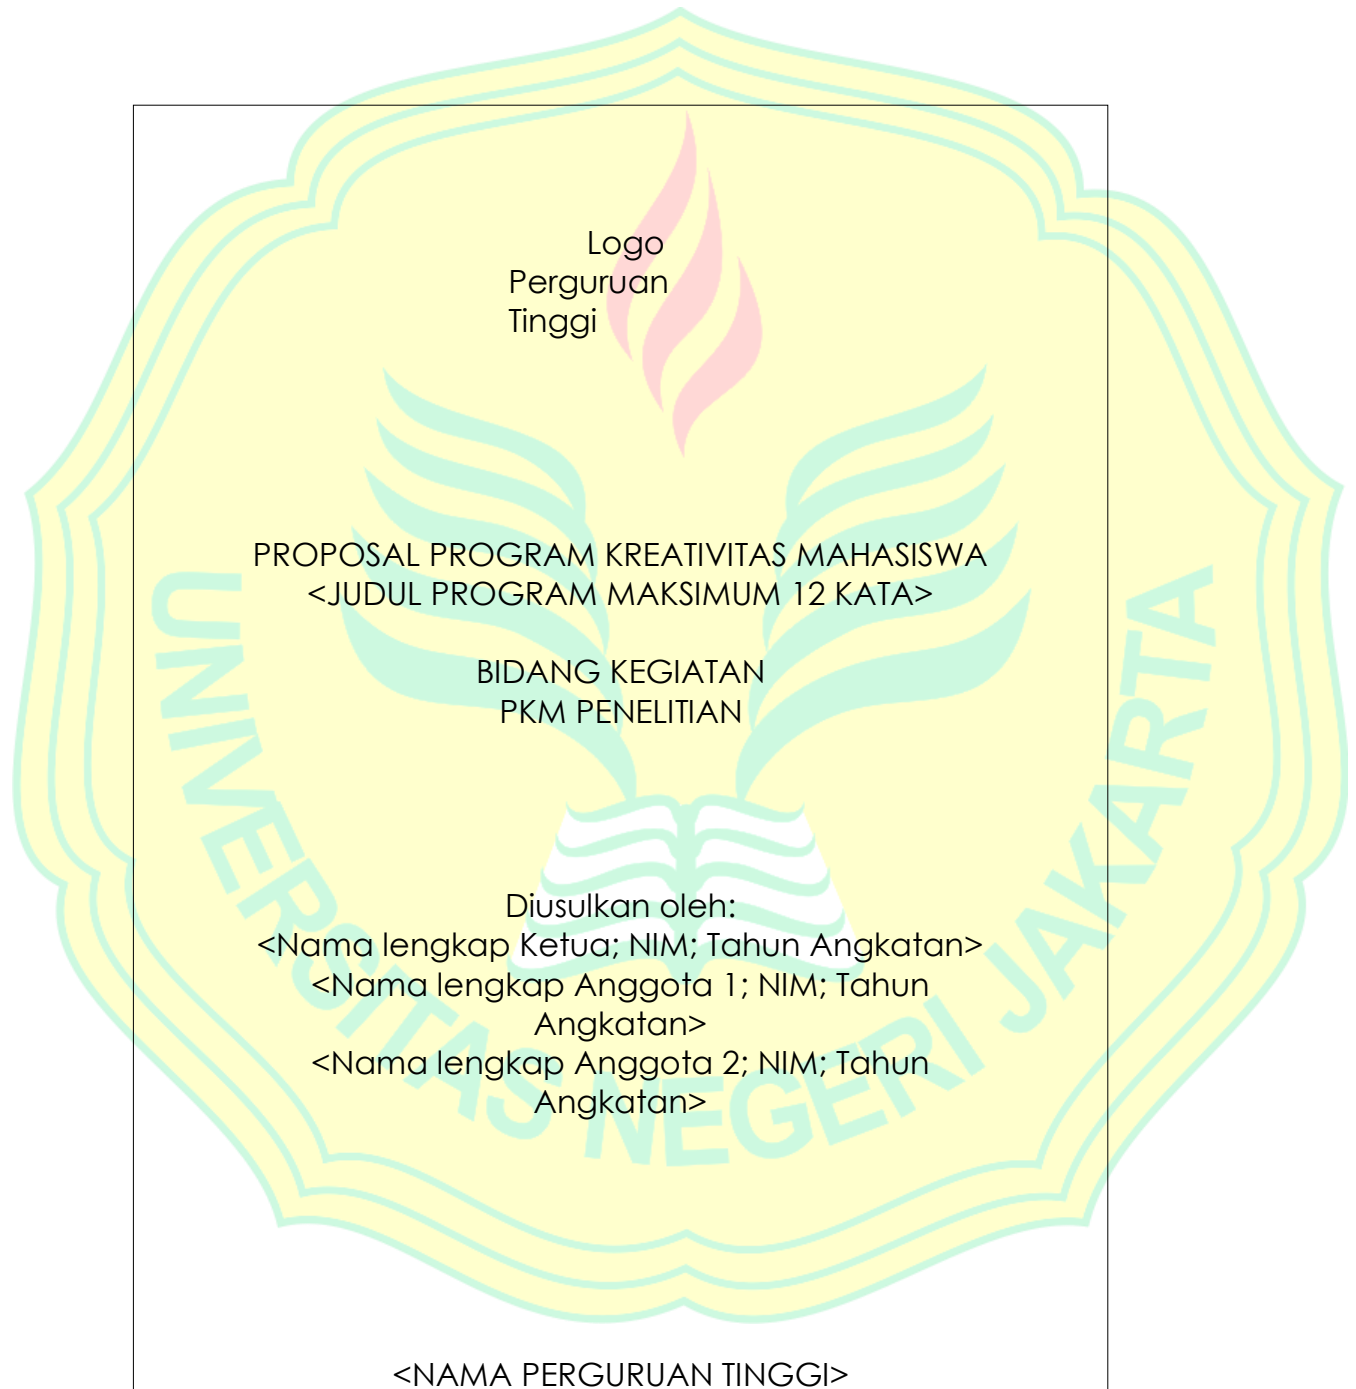 Logo
Perguruan
Tinggi
PROPOSAL PROGRAM KREATIVITAS MAHASISWA
<JUDUL PROGRAM MAKSIMUM 12 KATA>
BIDANG KEGIATAN
PKM PENELITIAN
Diusulkan oleh:
<Nama lengkap Ketua; NIM; Tahun Angkatan>
<Nama lengkap Anggota 1; NIM; Tahun
Angkatan>
<Nama lengkap Anggota 2; NIM; Tahun
Angkatan>
<NAMA PERGURUAN TINGGI>
UNIVERSITAS NEGERI JAKARTA